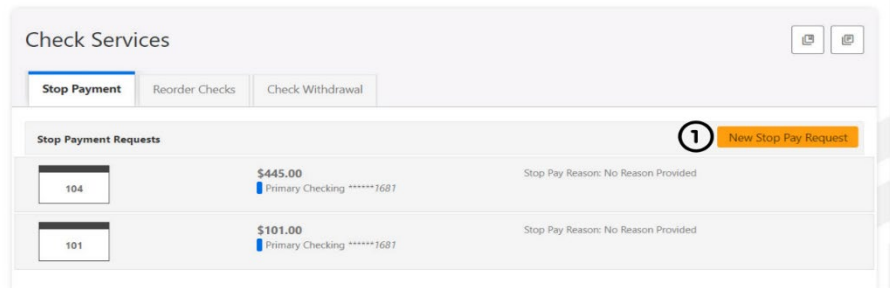 Check Services
Stop Payment
Reorder Checks
Check Withdrawal
Stop Payment Requests
1
New Stop Pay Request
104
$445.00
Primary Checking ******1681
Stop Pay Reason: No Reason Provided
101
$101.00
Primary Checking ******1681
Stop Pay Reason: No Reason Provided